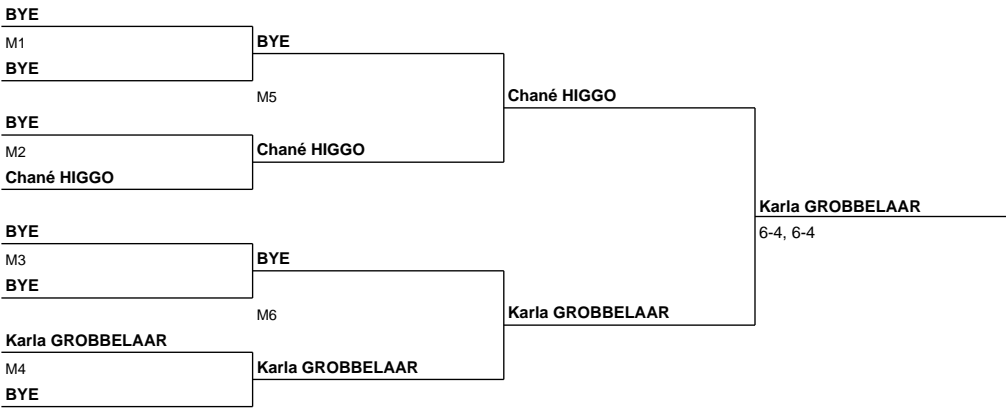 BYE
M1
BYE
BYE
M5
Chané HIGGO
BYE
M2
Chané HIGGO
Chané HIGGO
Karla GROBBELAAR
6-4, 6-4
BYE
M3
BYE
BYE
M6
Karla GROBBELAAR
Karla GROBBELAAR
M4
Karla GROBBELAAR
BYE